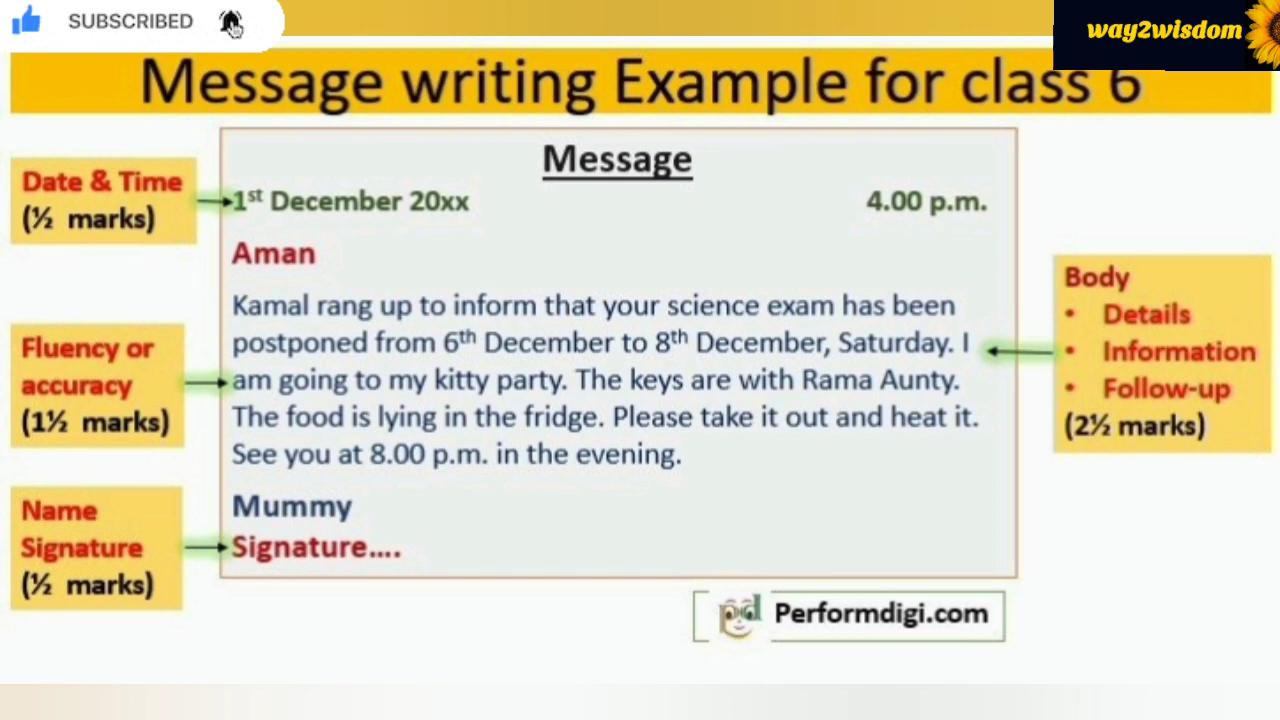 SUBSCRIBED
way2wisdom
Message writing Example for class 6
Message
Date & Time
(½ marks)
1st December 20xx
4.00 p.m.
Aman
Kamal rang up to inform that your science exam has been
postponed from 6th December to 8th December, Saturday. I
am going to my kitty party. The keys are with Rama Aunty.
The food is lying in the fridge. Please take it out and heat it.
See you at 8.00 p.m. in the evening.
Mummy
Signature....
Fluency or
accuracy
(1½ marks)
Name
Signature
(½ marks)
Body
• Details
• Information
• Follow-up
(2½ marks)
pd
Performdigi.com